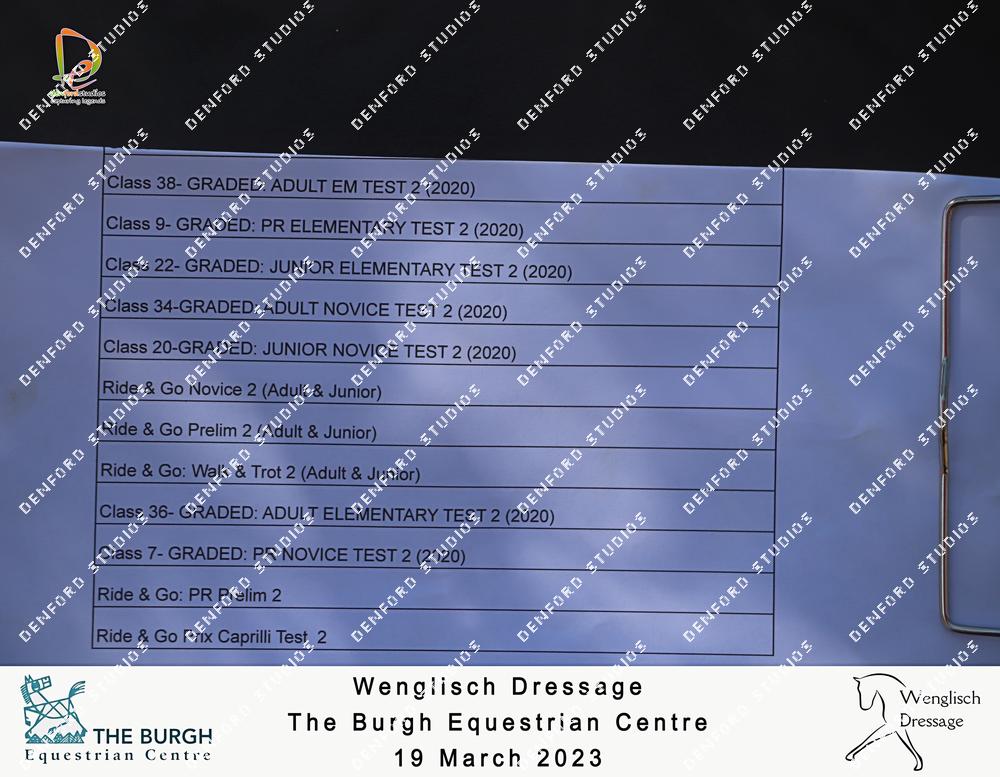 Class 38- GRADED: ADULT EM TEST 2 (2020)
Class 9- GRADED: PR ELEMENTARY TEST 2 (2020)
Class 22- GRADED: JUNIOR ELEMENTARY TEST 2 (2020)
Class 34-GRADED: ADULT NOVICE TEST 2 (2020)
Class 20-GRADED: JUNIOR NOVICE TEST 2 (2020)
Ride & Go Novice 2 (Adult & Junior)
Ride & Go Prelim 2 (Adult & Junior)
Ride & Go: Walk & Trot 2 (Adult & Junior)
Class 36- GRADED: ADULT ELEMENTARY TEST 2 (2020)
Class 7- GRADED: PR NOVICE TEST 2 (2020)
Ride & Go: PR Prelim 2
Ride & Go Prix Caprilli Test 2
THE BURGH
Equestrian Centre
Wenglisch Dressage
The Burgh Equestrian Centre
19 March 2023
Wenglisch
Dressage
DENFORD STUDIOS